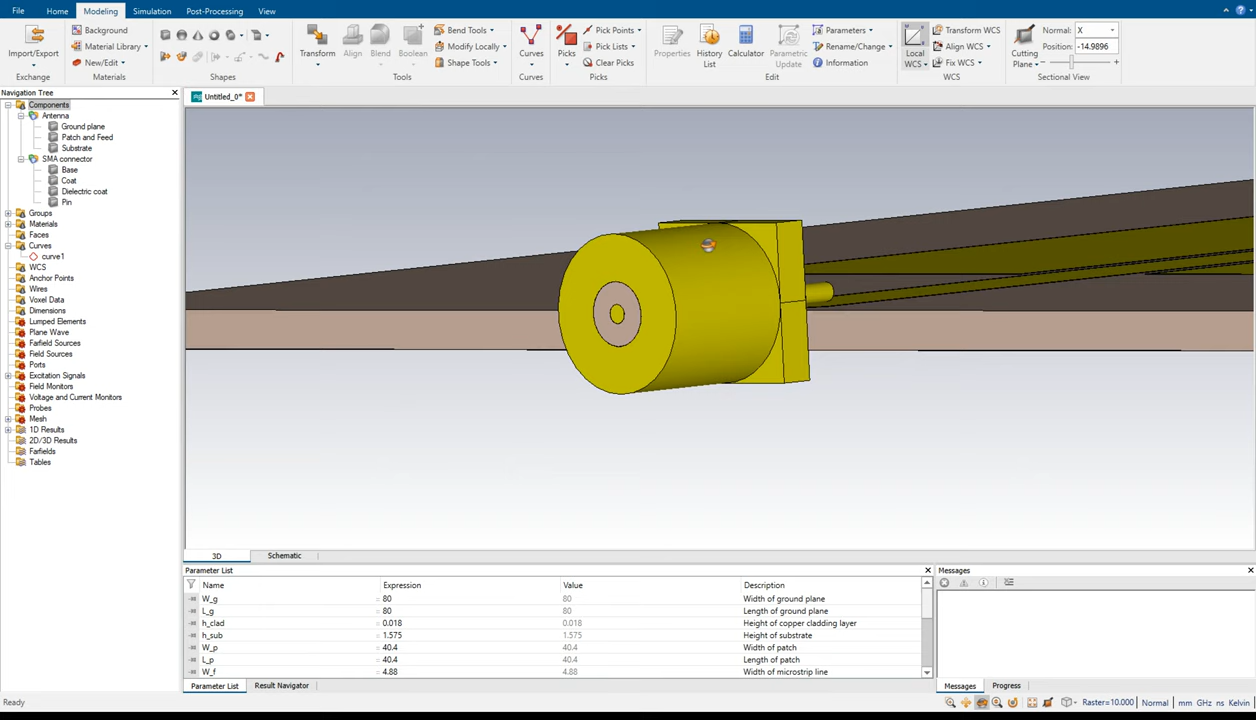 File Home Modeling Simulation Post-Processing View
Import/Export
Exchange
Background
Material Library
New/Edit
Materials
Shapes
Transform
Align
Blend
Boolean
Bend Tools
Modify Locally
Shape Tools
Tools
Curves
Curves
Picks
Pick Points
Pick Lists
Clear Picks
Picks
Properties
History List
Calculator
Parametric Update
Parameters
Rename/Change
Information
Edit
Local WCS
Transform WCS
Align WCS
Fix WCS
WCS
Cutting Plane
Normal: X
Position: -14.9896
Sectional View
Navigation Tree
Untitled_0*
Components
Antenna
Ground plane
Patch and Feed
Substrate
SMA connector
Base
Coat
Dielectric coat
Pin
Groups
Materials
Faces
Curves
curve1
WCS
Anchor Points
Wires
Voxel Data
Dimensions
Lumped Elements
Plane Wave
Farfield Sources
Field Sources
Ports
Excitation Signals
Field Monitors
Voltage and Current Monitors
Probes
Mesh
1D Results
2D/3D Results
Farfields
Tables
3D Schematic
Parameter List
Name Expression Value Description
W_g = 80 80 Width of ground plane
L_g = 80 80 Length of ground plane
h_clad = 0.018 0.018 Height of copper cladding layer
h_sub = 1.575 1.575 Height of substrate
W_p = 40.4 40.4 Width of patch
L_p = 40.4 40.4 Length of patch
W_f = 4.88 4.88 Width of microstrip line
Parameter List Result Navigator
Messages
Messages Progress
Ready
Raster=10.000 Normal mm GHz ns Kelvin